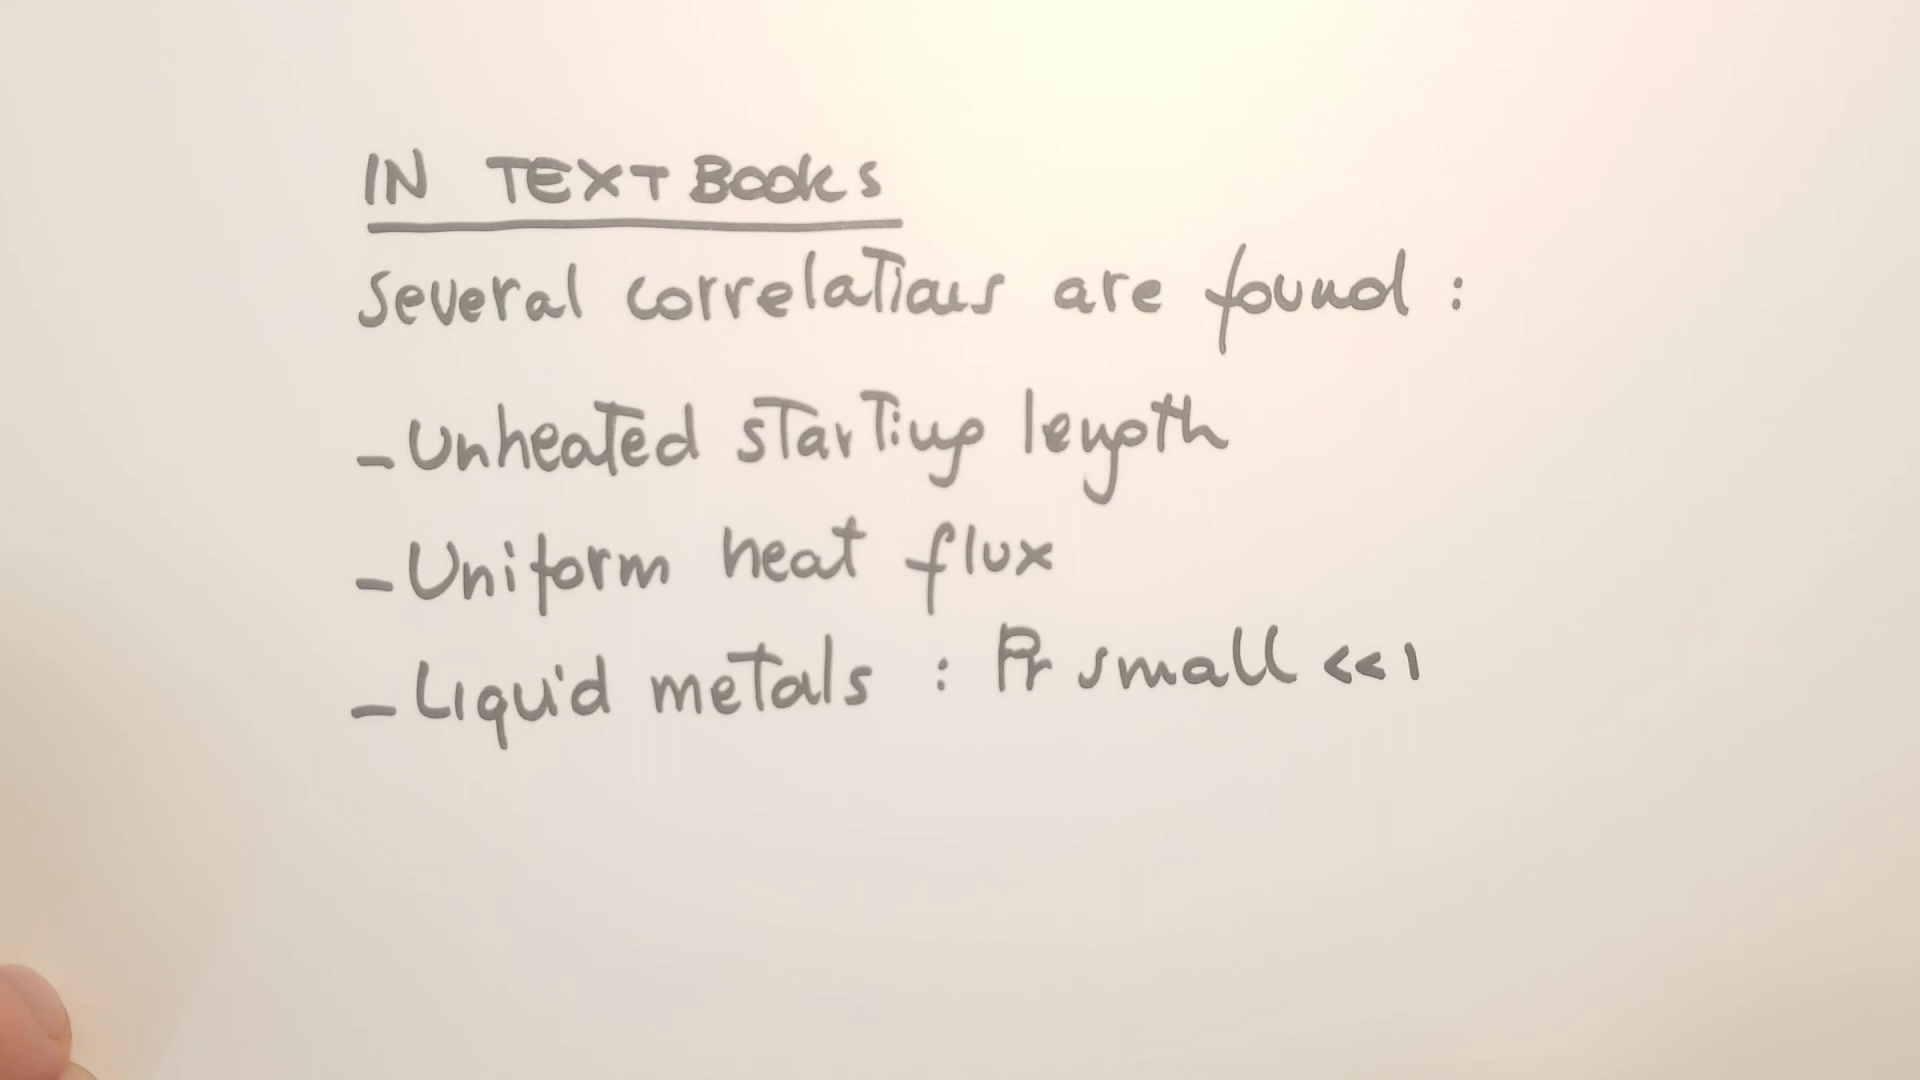 IN TEXTBOOKS
Several correlations are found :
- Unheated starting length
- Uniform heat flux
- Liquid metals : Pr small <<1